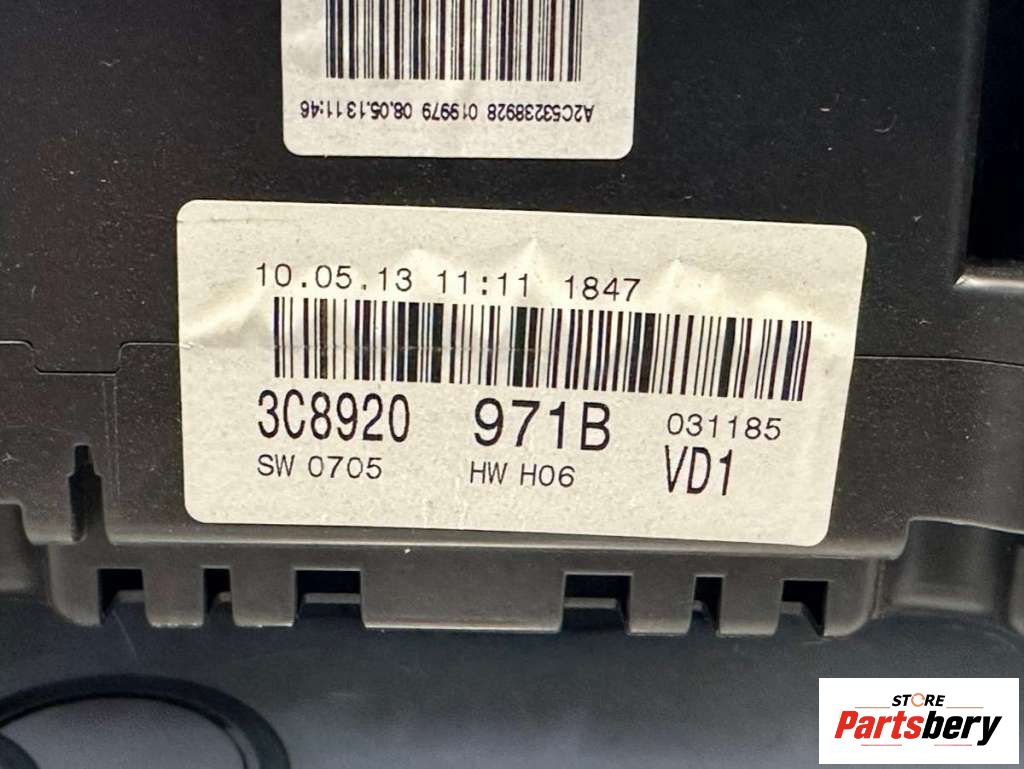 A2C53238928 019979 08.05.13 11:46
10.05.13 11:11 1847
3C8920 971B 031185
SW 0705 HW H06 VD1
STORE
Partsbery